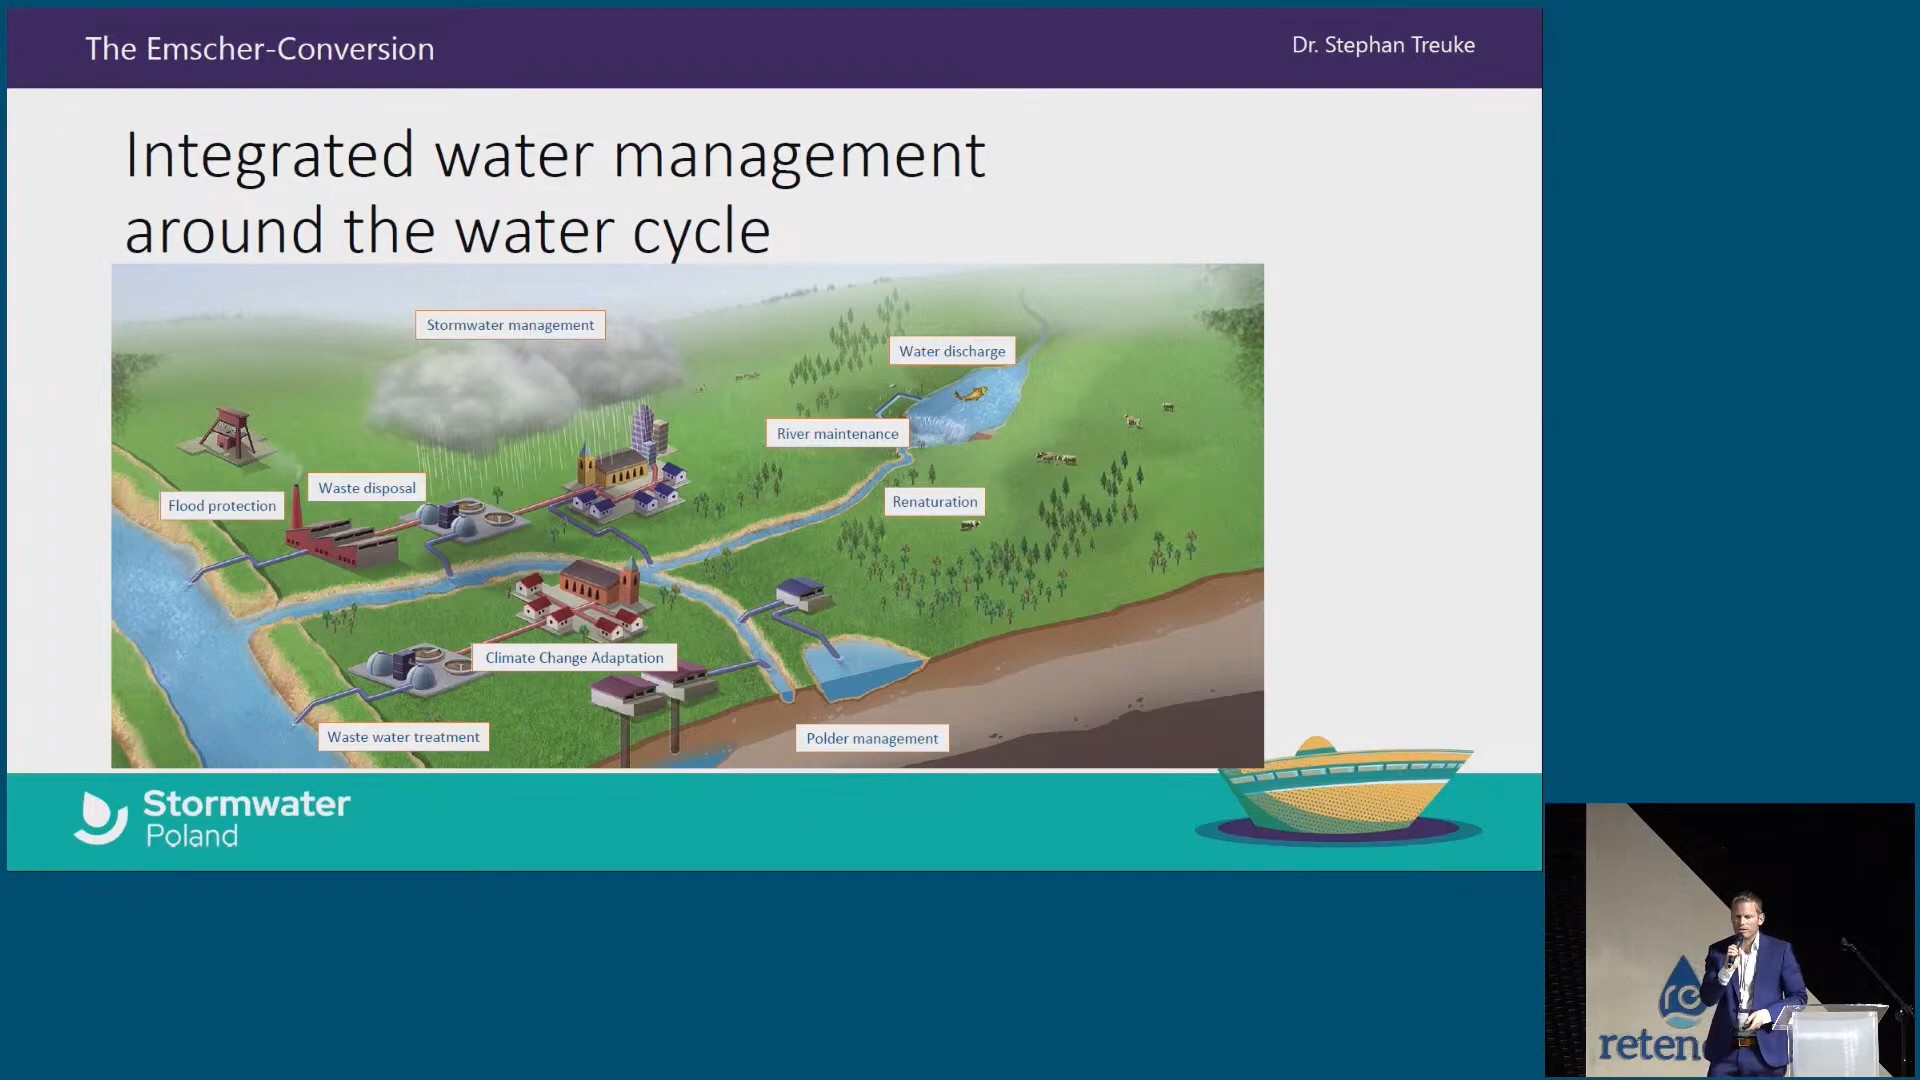 The Emscher-Conversion
Dr. Stephan Treuke
Integrated water management
around the water cycle
Stormwater management
Water discharge
River maintenance
Waste disposal
Flood protection
Renaturation
Climate Change Adaptation
Waste water treatment
Polder management
Stormwater
Poland
re
reten